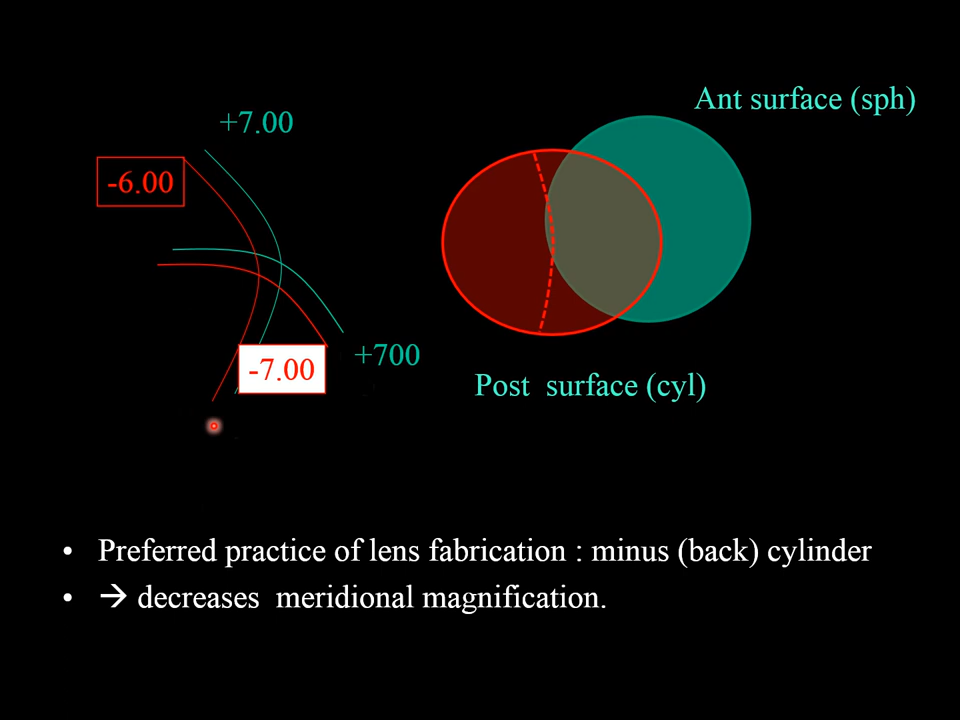 Ant surface (sph)
+7.00
-6.00
+700
-7.00
Post surface (cyl)
• Preferred practice of lens fabrication : minus (back) cylinder
• → decreases meridional magnification.